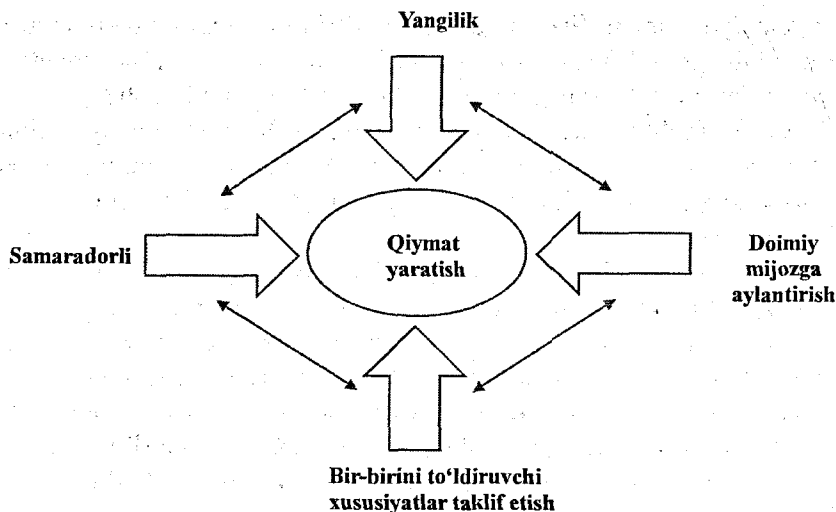 Yangilik
Samaradorli
Qiymat
yaratish
Doimiy
mijozga
aylantirish
Bir-birini to‘ldiruvchi
xususiyatlar taklif etish